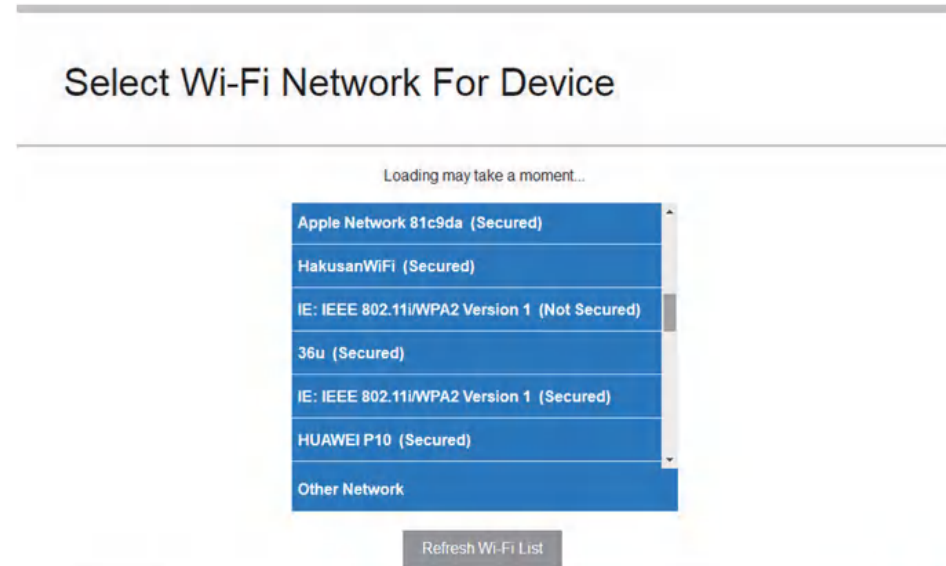 Select Wi-Fi Network For Device
Loading may take a moment...
Apple Network 81c9da (Secured)
HakusanWiFi (Secured)
IE: IEEE 802.11i/WPA2 Version 1 (Not Secured)
36u (Secured)
IE: IEEE 802.11i/WPA2 Version 1 (Secured)
HUAWEI P10 (Secured)
Other Network
Refresh Wi-Fi List